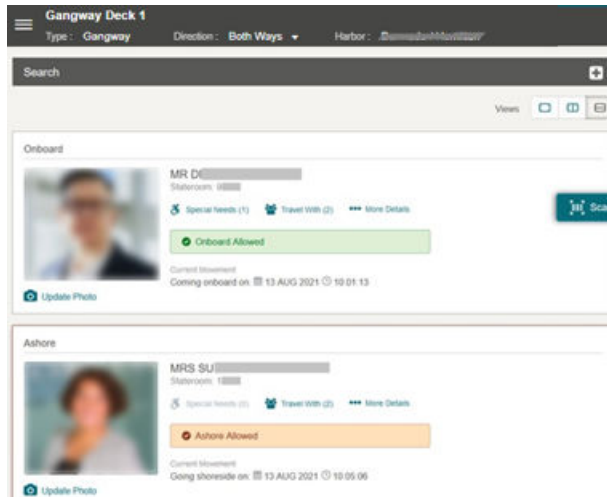 Gangway Deck 1
Type : Gangway Direction : Both Ways Harbor :
Search
Views
Onboard
MR DI
Stateroom:
Special Needs (1) Travel With (2) More Details
Scan
Onboard Allowed
Current Movement
Coming onboard on: 13 AUG 2021 10:01:13
Update Photo
Ashore
MRS SU
Stateroom: 1
Special Needs (0) Travel With (2) More Details
Ashore Allowed
Current Movement
Going shoreside on: 13 AUG 2021 10:05:06
Update Photo